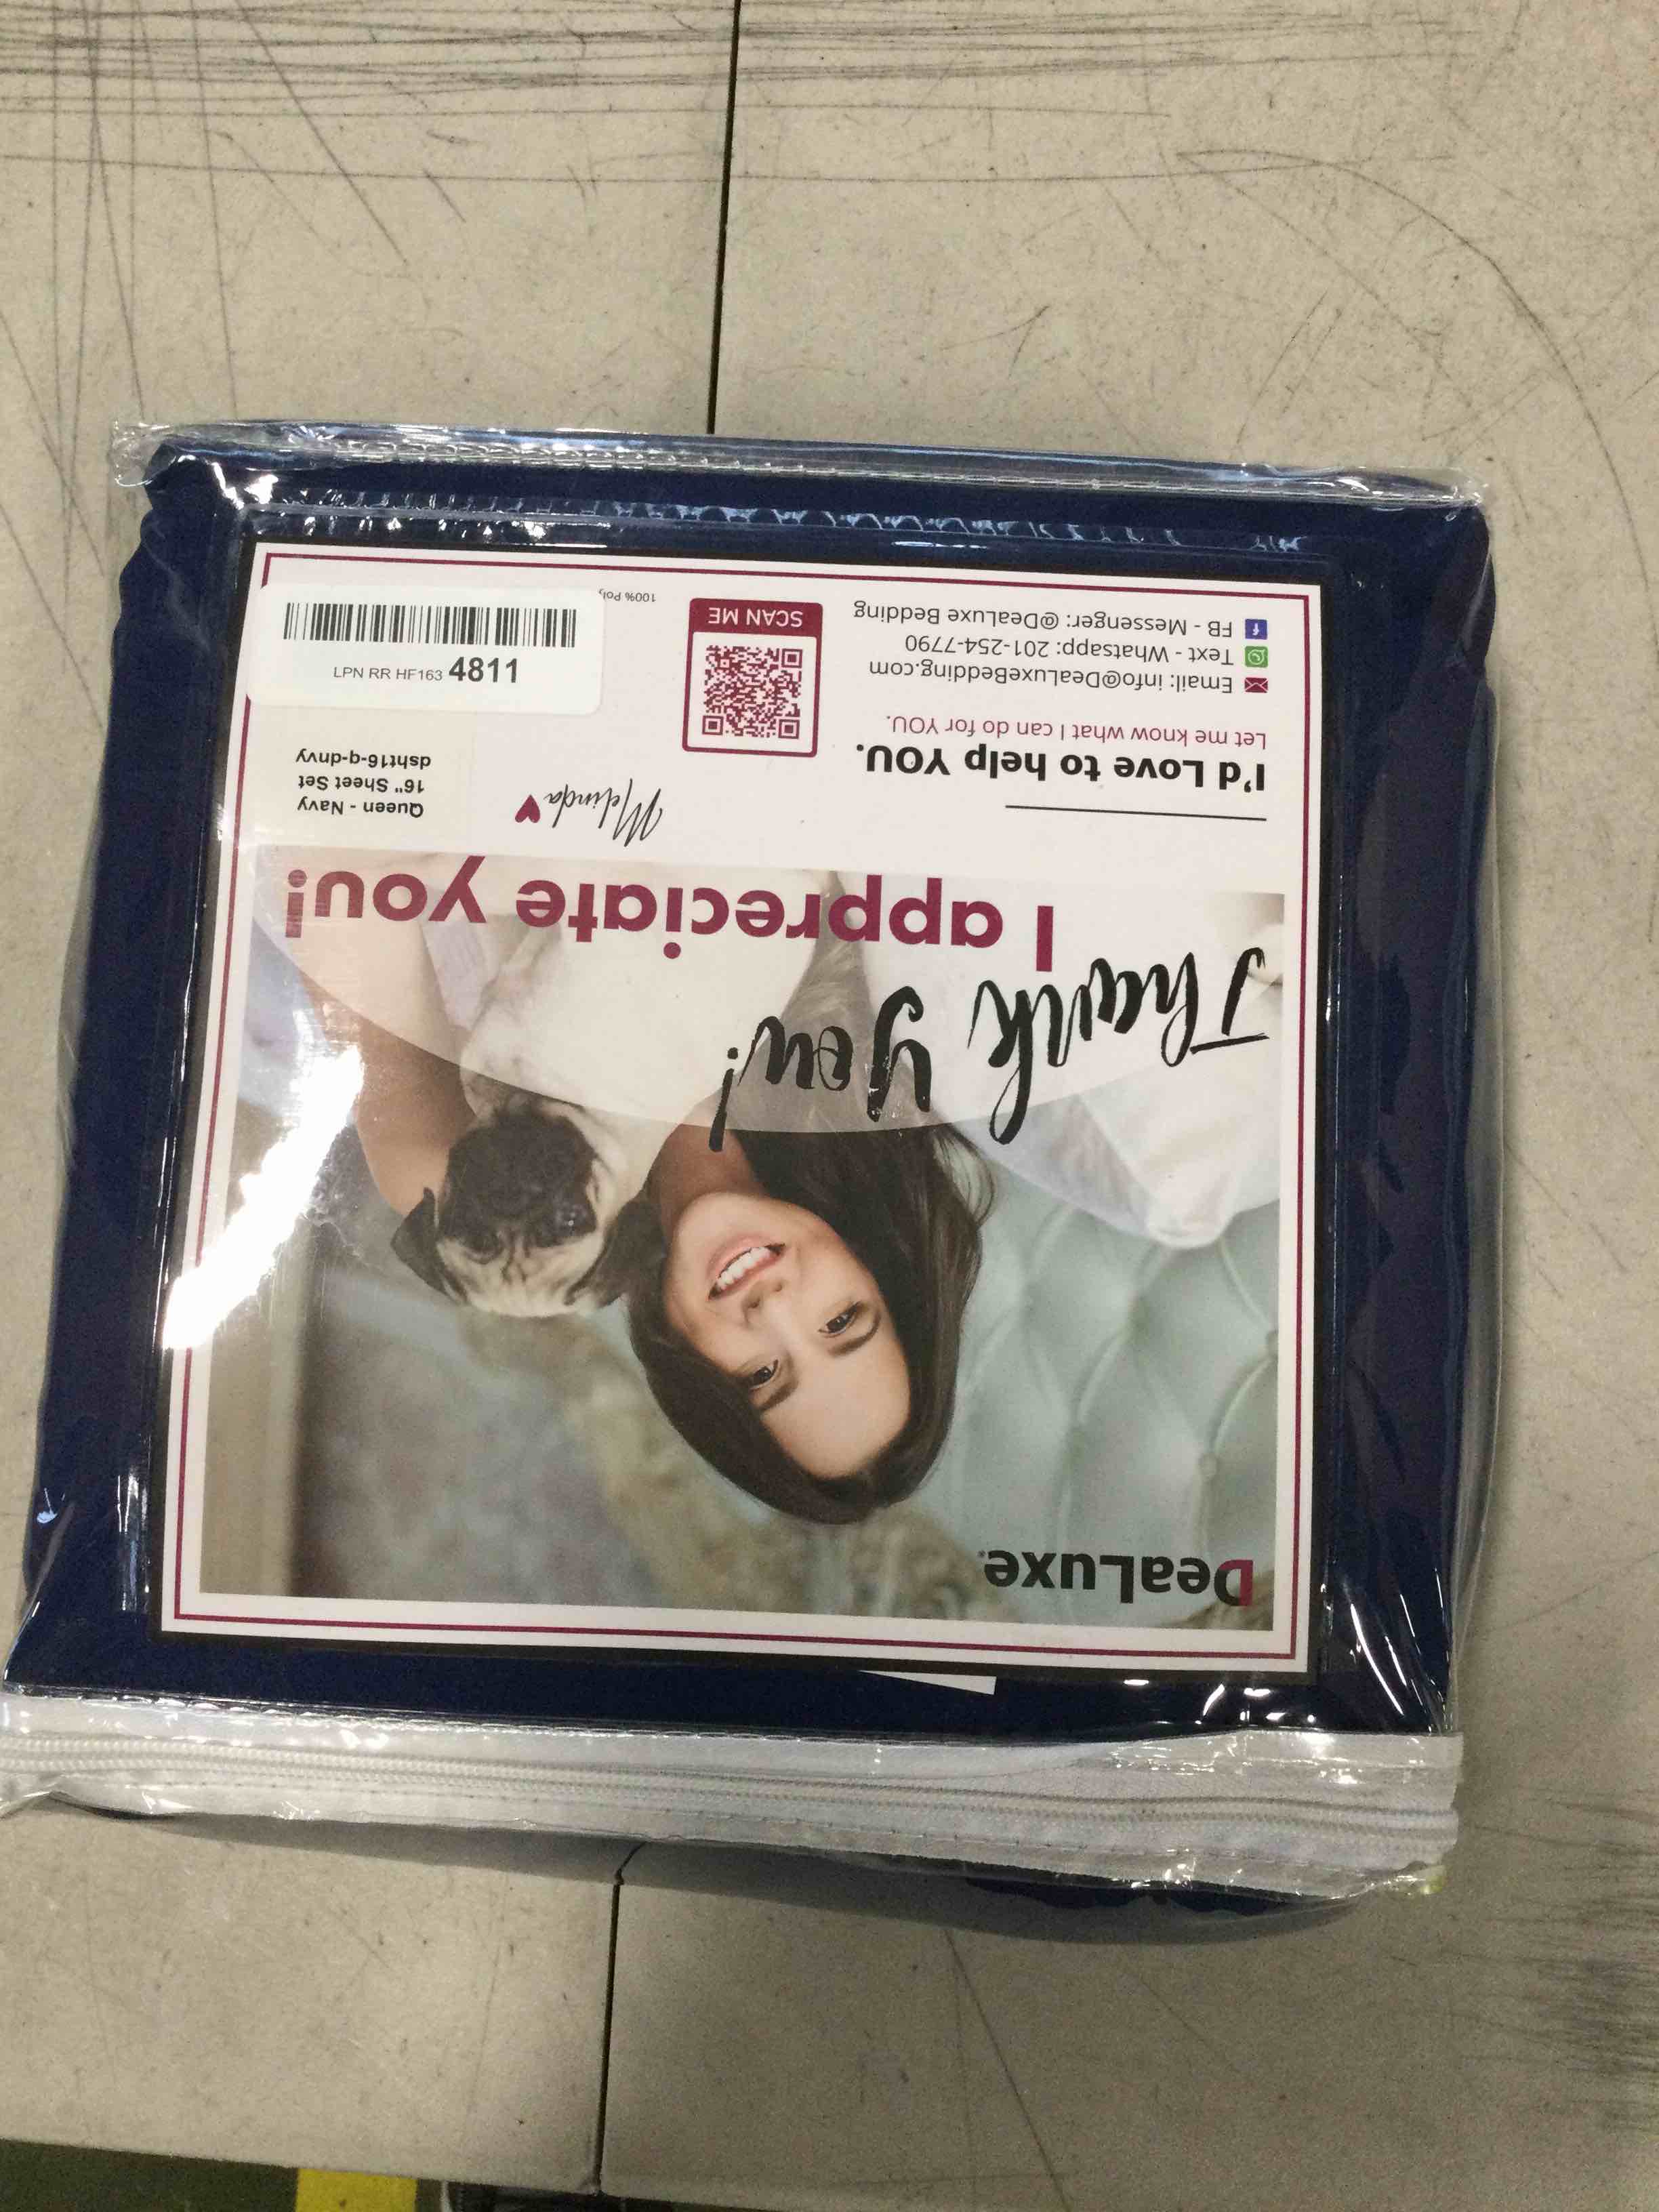 DeaLuxe®
Thank you!
I appreciate you!
Melinda
I'd Love to help YOU.
Let me know what I can do for YOU.
Email: info@DeaLuxeBedding.com
Text - Whatsapp: 201-254-7790
FB - Messenger: @DeaLuxe Bedding
SCAN ME
Queen - Navy
16" Sheet Set
dsht16-q-dnvy
100%
LPN RR HF163 4811